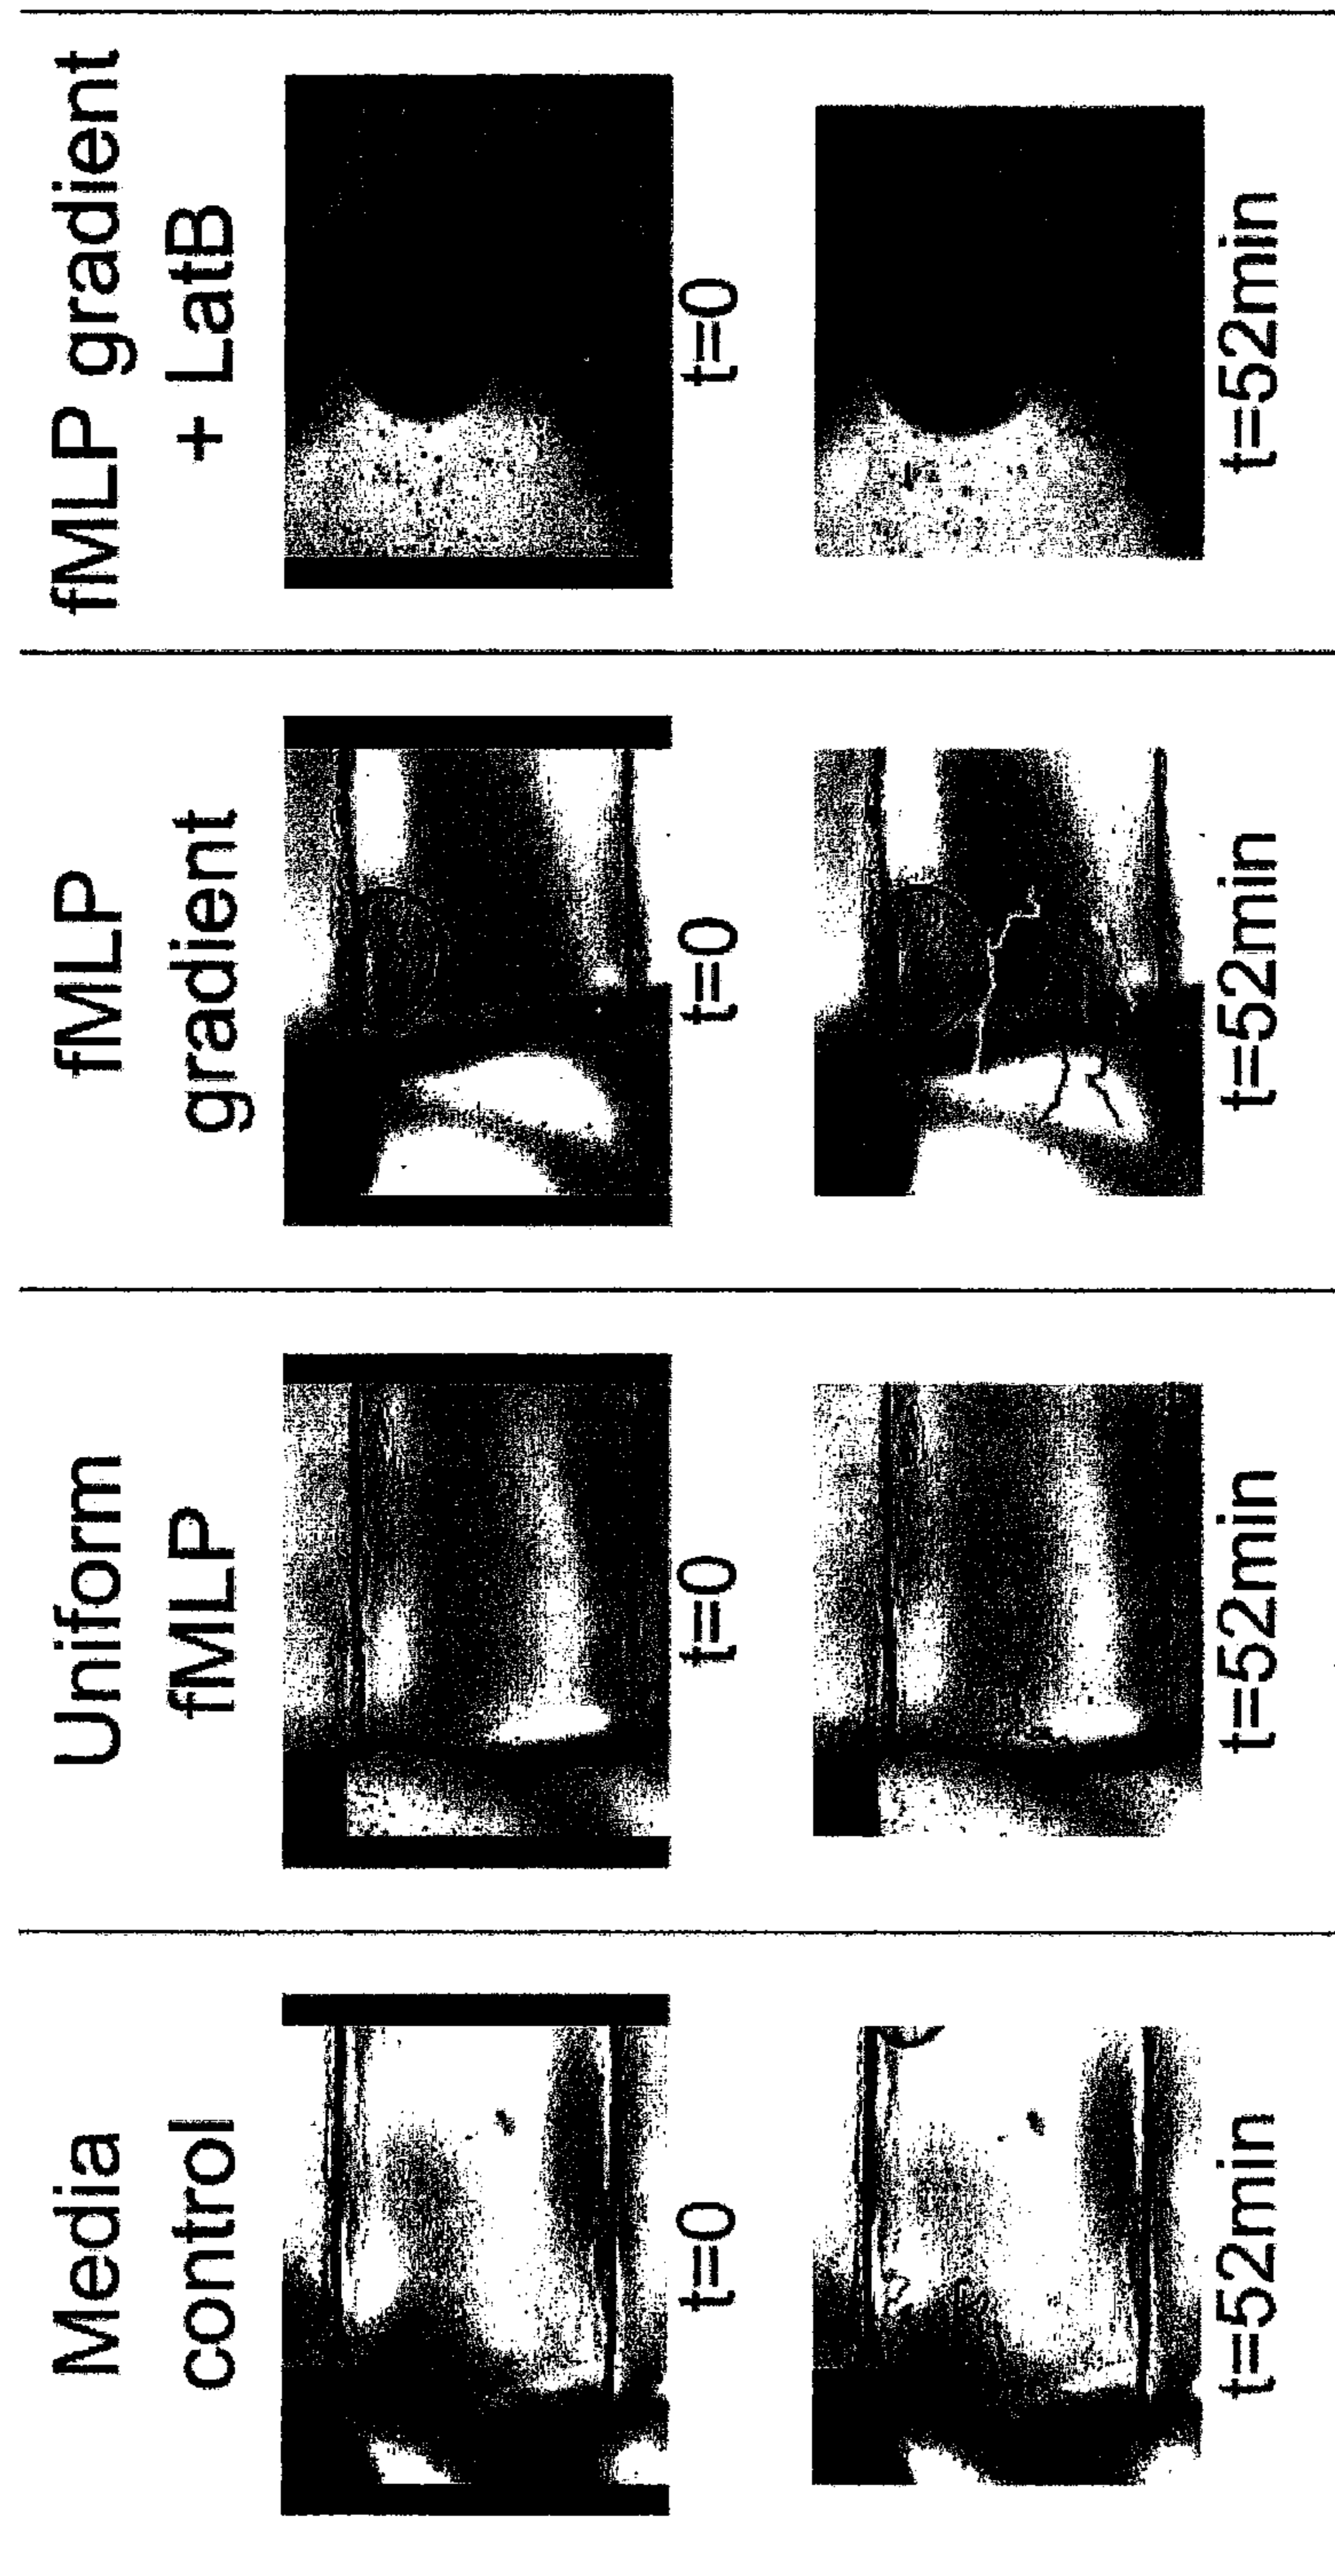 Media
control
t=0
t=52min
Uniform
fMLP
t=0
t=52min
fMLP
gradient
t=0
t=52min
fMLP gradient
+ LatB
t=0
t=52min